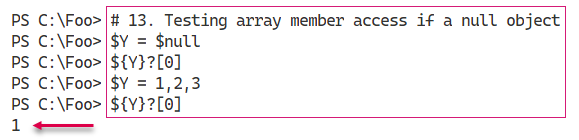 PS C:\Foo> # 13. Testing array member access if a null object
PS C:\Foo> $Y = $null
PS C:\Foo> ${Y}?[0]
PS C:\Foo> $Y = 1,2,3
PS C:\Foo> ${Y}?[0]
1